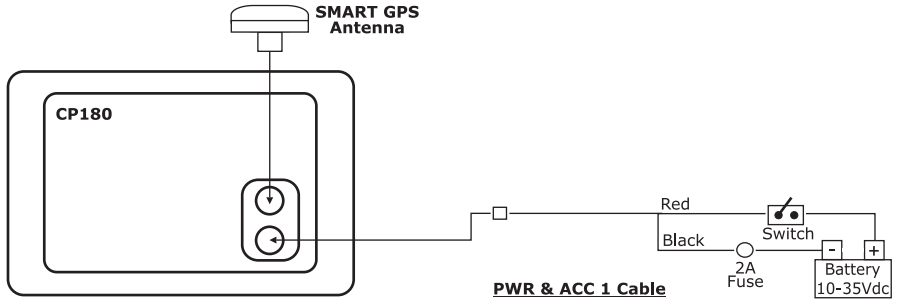 SMART GPS
Antenna
CP180
Red
Switch
Black
2A
Fuse
- +
Battery
10-35Vdc
PWR & ACC 1 Cable